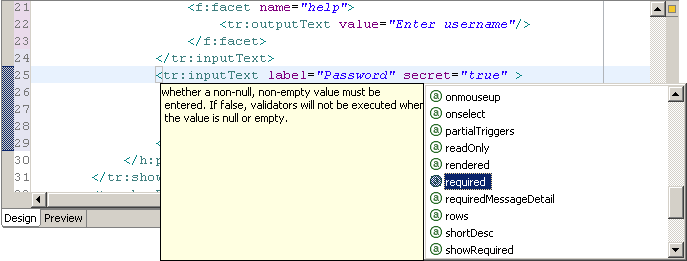 21 <f:facet name="help">
22 <tr:outputText value="Enter username"/>
23 </f:facet>
24 </tr:inputText>
25 <tr:inputText label="Password" secret="true" >
26
27
28
29 <
30 </h:p
31 </tr:show
32
whether a non-null, non-empty value must be
entered. If false, validators will not be executed when
the value is null or empty.
onmouseup
onselect
partialTriggers
readOnly
rendered
required
requiredMessageDetail
rows
shortDesc
showRequired
Design Preview